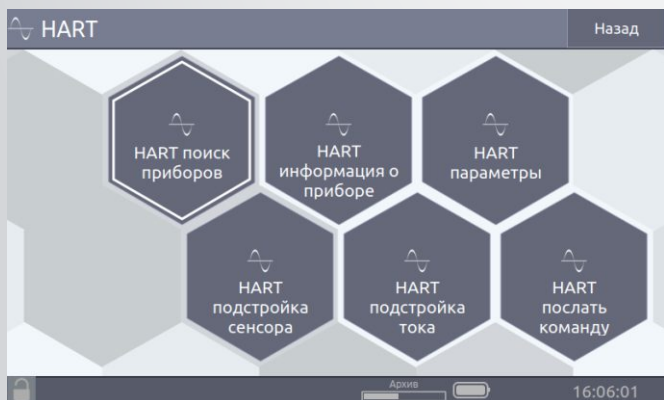 HART
Назад
HART поиск
приборов
HART
информация о
приборе
HART
параметры
HART
подстройка
сенсора
HART
подстройка
тока
HART
послать
команду
Архив
16:06:01